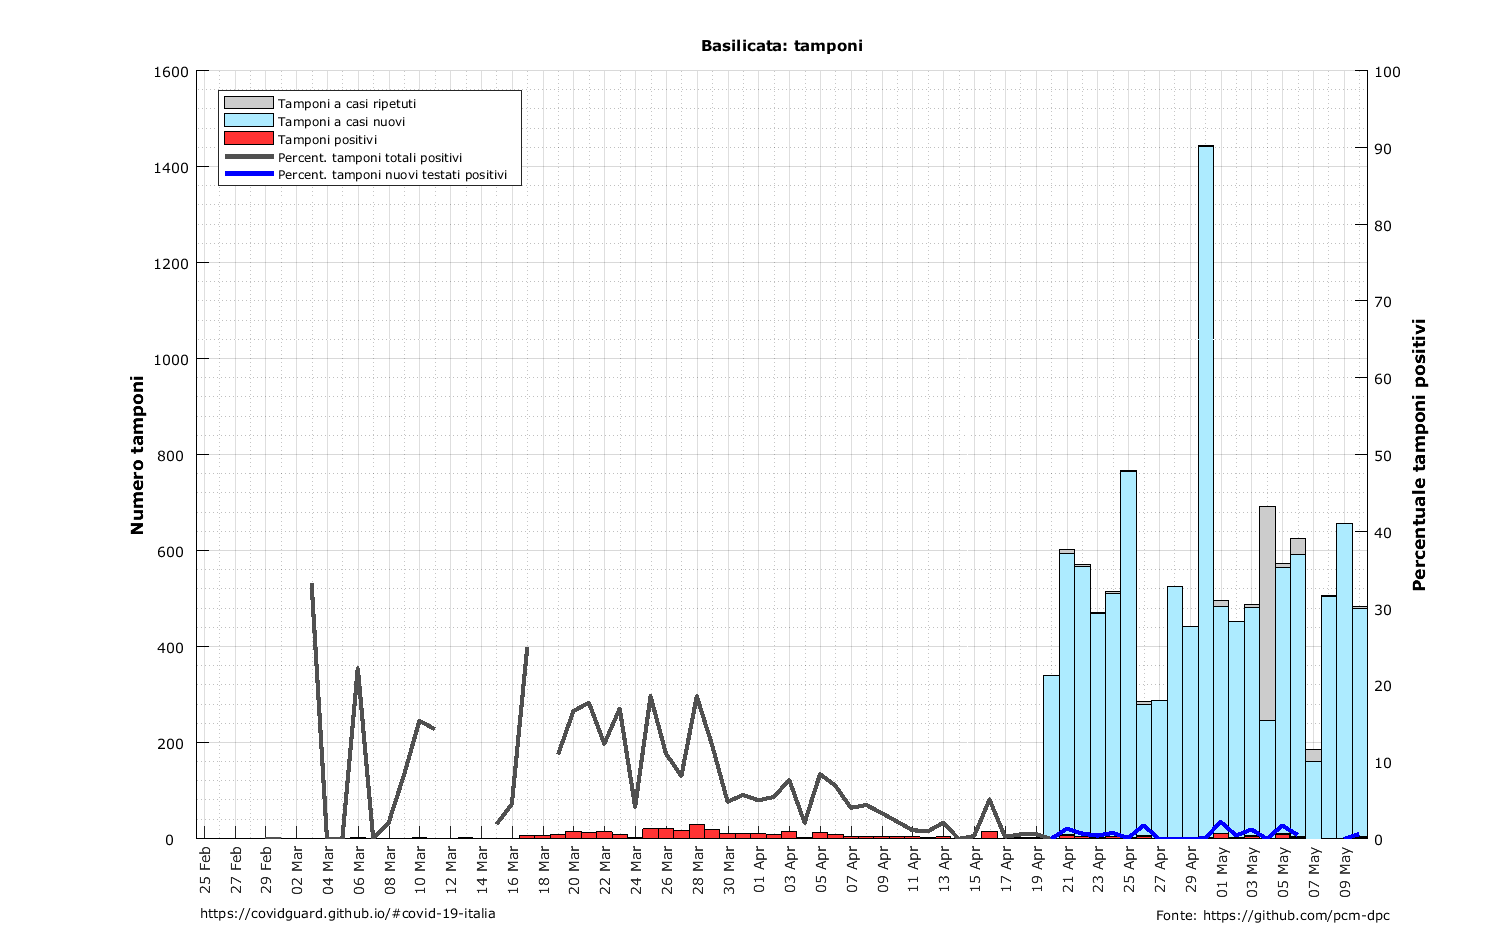 Basilicata: tamponi
1600
1400
1200
1000
800
600
400
200
0
Numero tamponi
Tamponi a casi ripetuti
Tamponi a casi nuovi
Tamponi positivi
Percent. tamponi totali positivi
Percent. tamponi nuovi testati positivi
100
90
80
70
60
50
40
30
20
10
0
Percentuale tamponi positivi
25 Feb
27 Feb
29 Feb
02 Mar
04 Mar
06 Mar
08 Mar
10 Mar
12 Mar
14 Mar
16 Mar
18 Mar
20 Mar
22 Mar
24 Mar
26 Mar
28 Mar
30 Mar
01 Apr
03 Apr
05 Apr
07 Apr
09 Apr
11 Apr
13 Apr
15 Apr
17 Apr
19 Apr
21 Apr
23 Apr
25 Apr
27 Apr
29 Apr
01 May
03 May
05 May
07 May
09 May
https://covidguard.github.io/#covid-19-italia
Fonte: https://github.com/pcm-dpc